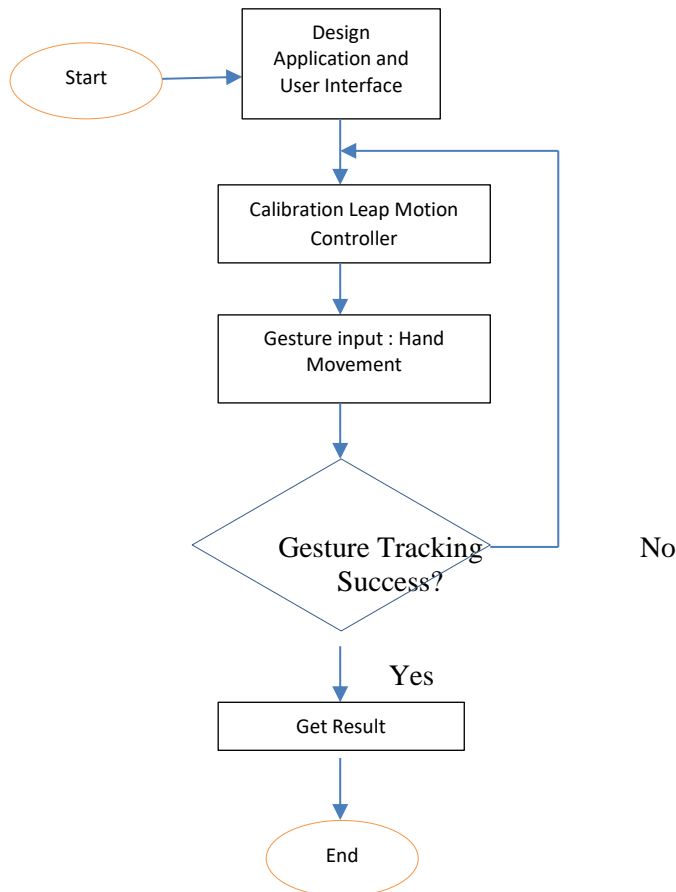 Start
Design
Application and
User Interface
Calibration Leap Motion
Controller
Gesture input : Hand
Movement
Gesture Tracking
Success?
No
Yes
Get Result
End